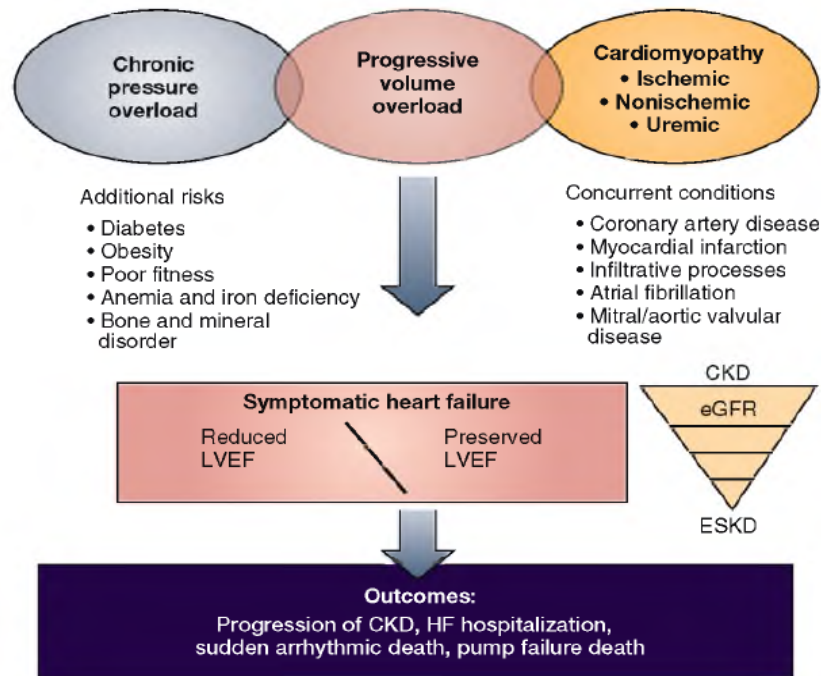 Chronic
pressure
overload
Progressive
volume
overload
Cardiomyopathy
• Ischemic
• Nonischemic
• Uremic
Additional risks
• Diabetes
• Obesity
• Poor fitness
• Anemia and iron deficiency
• Bone and mineral
disorder
Concurrent conditions
• Coronary artery disease
• Myocardial infarction
• Infiltrative processes
• Atrial fibrillation
• Mitral/aortic valvular
disease
Symptomatic heart failure
Reduced
LVEF
Preserved
LVEF
CKD
eGFR
ESKD
Outcomes:
Progression of CKD, HF hospitalization,
sudden arrhythmic death, pump failure death